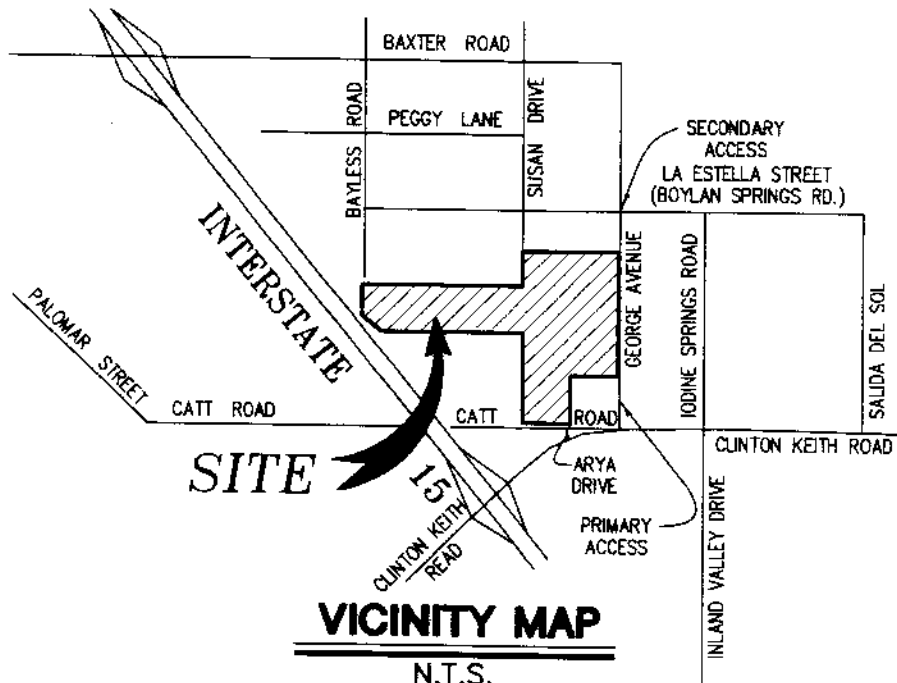 BAXTER ROAD
PEGGY LANE
BAYLESS ROAD
SUSAN DRIVE
SECONDARY
ACCESS
LA ESTELLA STREET
(BOYLAN SPRINGS RD.)
INTERSTATE
15
PALOMAR STREET
GEORGE AVENUE
IODINE SPRINGS ROAD
SALIDA DEL SOL
CATT ROAD
CATT ROAD
CLINTON KEITH ROAD
SITE
ARYA
DRIVE
CLINTON KEITH
READ
PRIMARY
ACCESS
INLAND VALLEY DRIVE
VICINITY MAP
N.T.S.